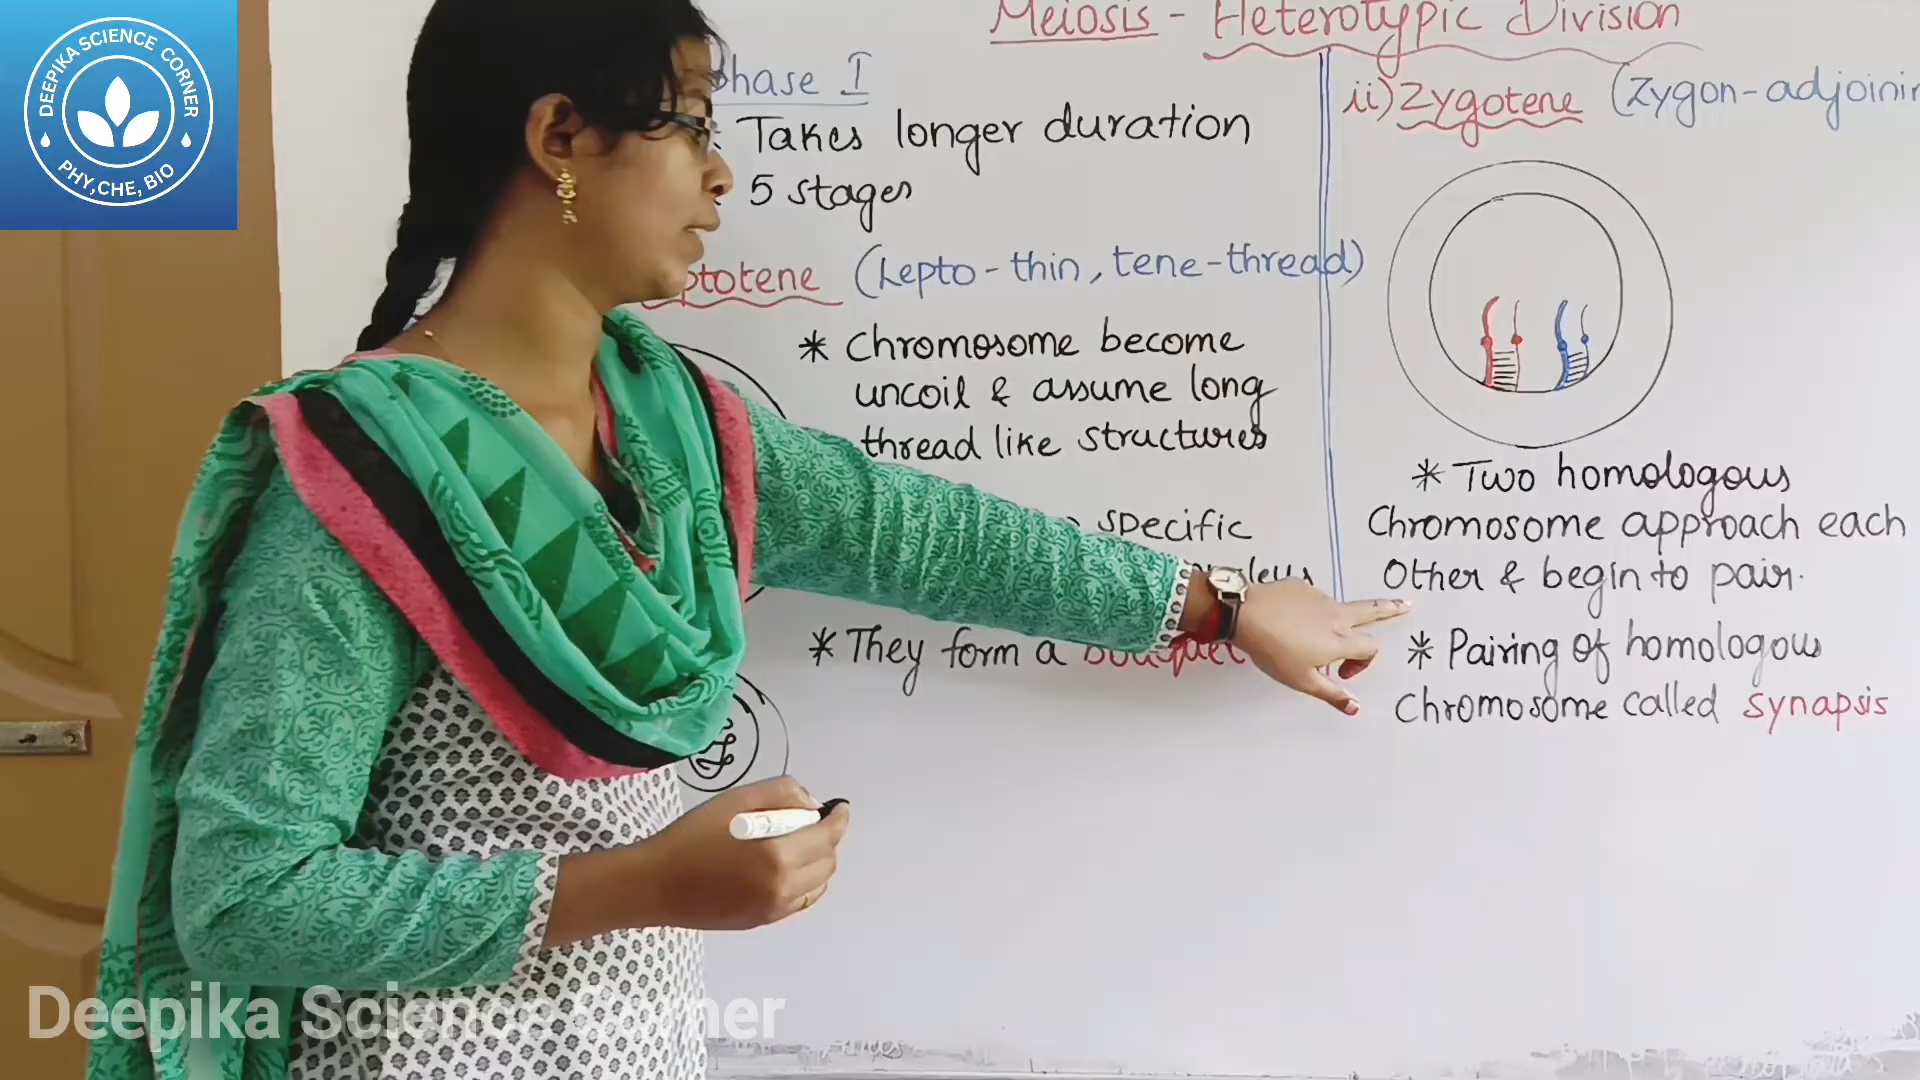 DEEPIKA SCIENCE CORNER
PHY,CHE, BIO
Meiosis - Heterotypic Division
phase I
Takes longer duration
5 stages
ptotene (Lepto - thin, tene-thread)
* Chromosome become
uncoil & assume long
thread like structures
specific
* They form a bouquet
ii) Zygotene (Zygon-adjoinin
* Two homologous
Chromosome approach each
Other & begin to pair.
* Pairing of homologous
Chromosome called synapsis
Deepika Science Corner